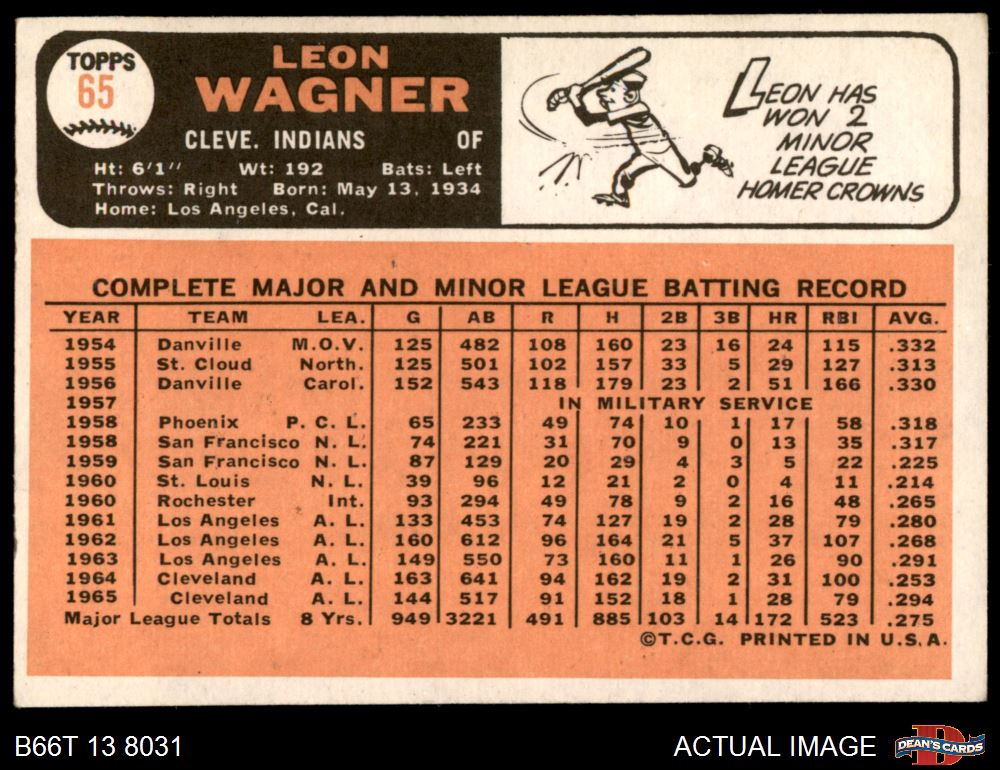 TOPPS
65
LEON
WAGNER
CLEVE. INDIANS OF
Ht: 6'1" Wt: 192 Bats: Left
Throws: Right Born: May 13, 1934
Home: Los Angeles, Cal.
LEON HAS
WON 2
MINOR
LEAGUE
HOMER CROWNS
COMPLETE MAJOR AND MINOR LEAGUE BATTING RECORD
YEAR TEAM LEA. G AB R H 2B 3B HR RBI AVG.
1954 Danville M.O.V. 125 482 108 160 23 16 24 115 .332
1955 St. Cloud North. 125 501 102 157 33 5 29 127 .313
1956 Danville Carol. 152 543 118 179 23 2 51 166 .330
1957 IN MILITARY SERVICE
1958 Phoenix P. C. L. 65 233 49 74 10 1 17 58 .318
1958 San Francisco N. L. 74 221 31 70 9 0 13 35 .317
1959 San Francisco N. L. 87 129 20 29 4 3 5 22 .225
1960 St. Louis N. L. 39 96 12 21 2 0 4 11 .214
1960 Rochester Int. 93 294 49 78 9 2 16 48 .265
1961 Los Angeles A. L. 133 453 74 127 19 2 28 79 .280
1962 Los Angeles A. L. 160 612 96 164 21 5 37 107 .268
1963 Los Angeles A. L. 149 550 73 160 11 1 26 90 .291
1964 Cleveland A. L. 163 641 94 162 19 2 31 100 .253
1965 Cleveland A. L. 144 517 91 152 18 1 28 79 .294
Major League Totals 8 Yrs. 949 3221 491 885 103 14 172 523 .275
©T.C.G. PRINTED IN U.S.A.
B66T 13 8031
ACTUAL IMAGE
D
DEAN'S CARDS